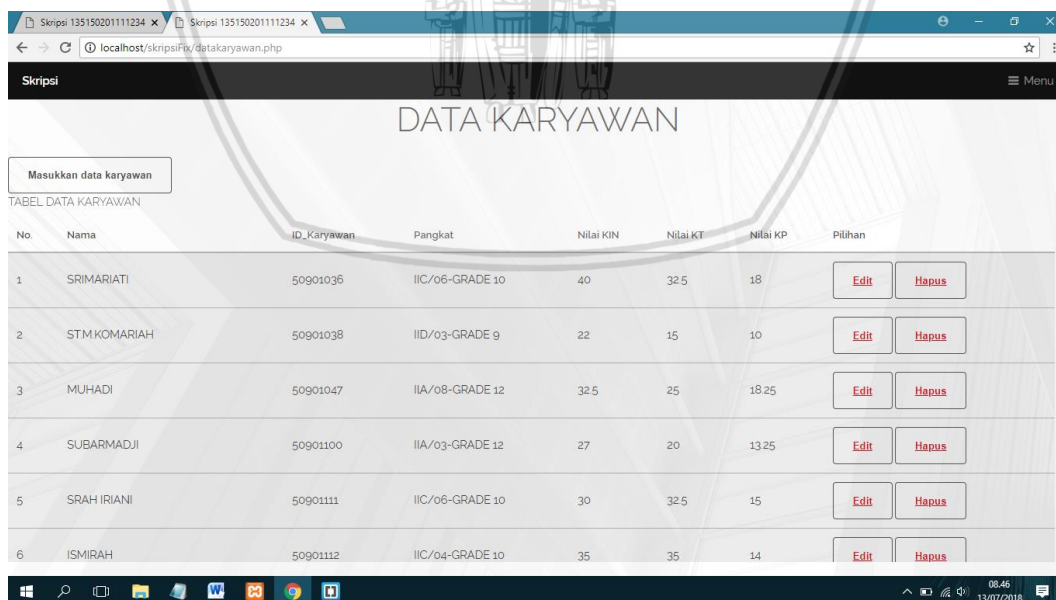 Skripsi 135150201111234 Skripsi 135150201111234
localhost/skripsiFix/datakaryawan.php
Skripsi Menu
DATA KARYAWAN
Masukkan data karyawan
TABEL DATA KARYAWAN
No. Nama ID_Karyawan Pangkat Nilai KIN Nilai KT Nilai KP Pilihan
1 SRIMARIATI 50901036 IIC/06-GRADE 10 40 32.5 18 Edit Hapus
2 ST.M.KOMARIAH 50901038 IID/03-GRADE 9 22 15 10 Edit Hapus
3 MUHADI 50901047 IIA/08-GRADE 12 32.5 25 18.25 Edit Hapus
4 SUBARMADJI 50901100 IIA/03-GRADE 12 27 20 13.25 Edit Hapus
5 SRAH IRIANI 50901111 IIC/06-GRADE 10 30 32.5 15 Edit Hapus
6 ISMIRAH 50901112 IIC/04-GRADE 10 35 35 14 Edit Hapus
08.46
13/07/2018